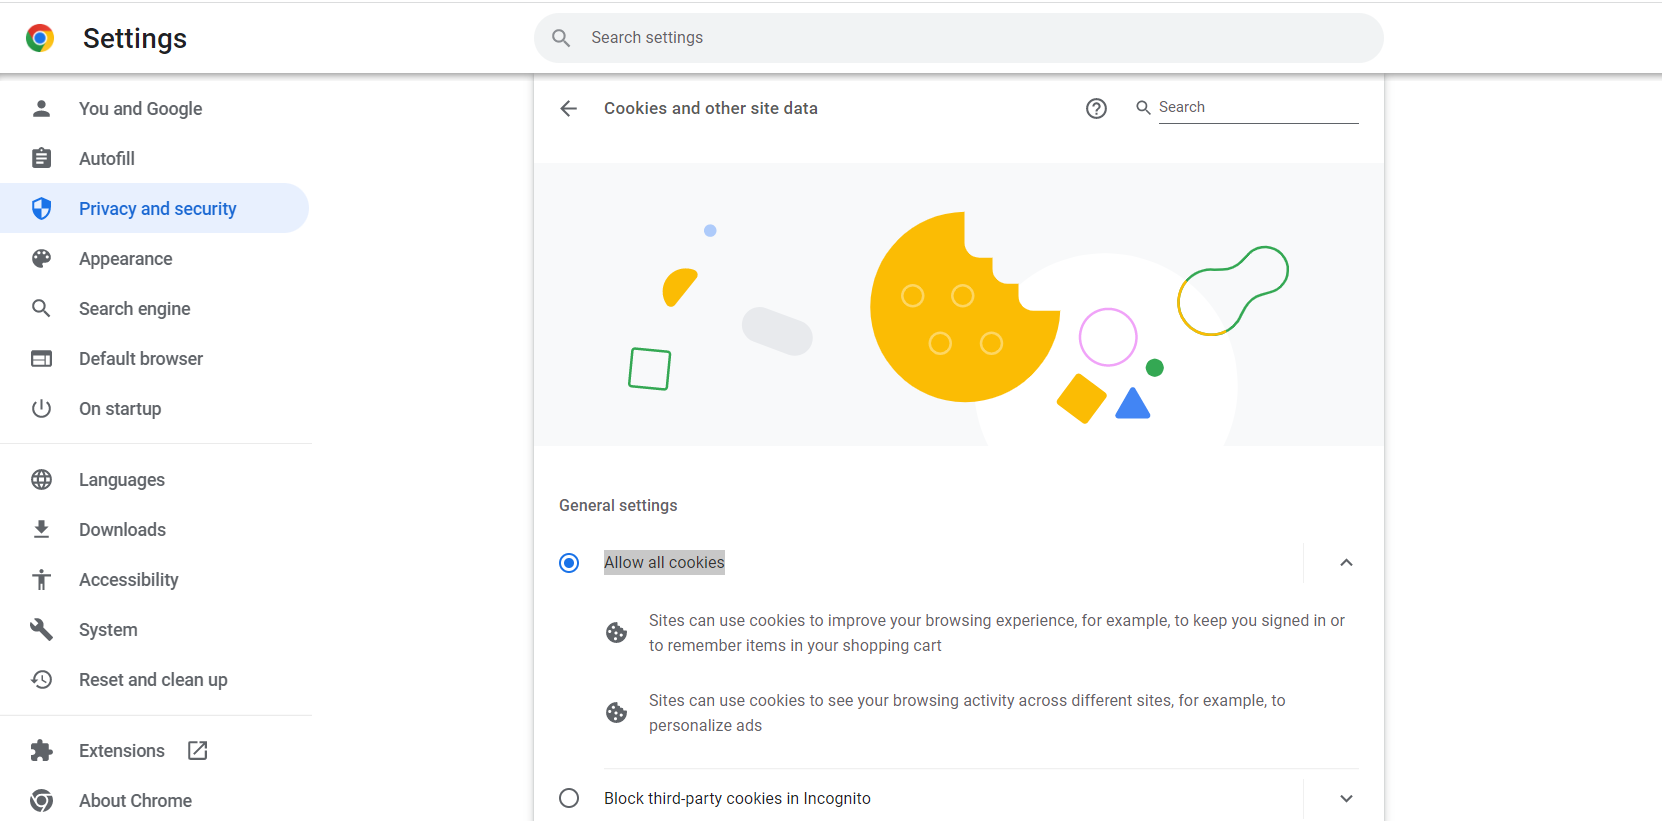 Settings
Search settings
You and Google
Autofill
Privacy and security
Appearance
Search engine
Default browser
On startup
Languages
Downloads
Accessibility
System
Reset and clean up
Extensions
About Chrome
Cookies and other site data
Search
General settings
Allow all cookies
Sites can use cookies to improve your browsing experience, for example, to keep you signed in or
to remember items in your shopping cart
Sites can use cookies to see your browsing activity across different sites, for example, to
personalize ads
Block third-party cookies in Incognito